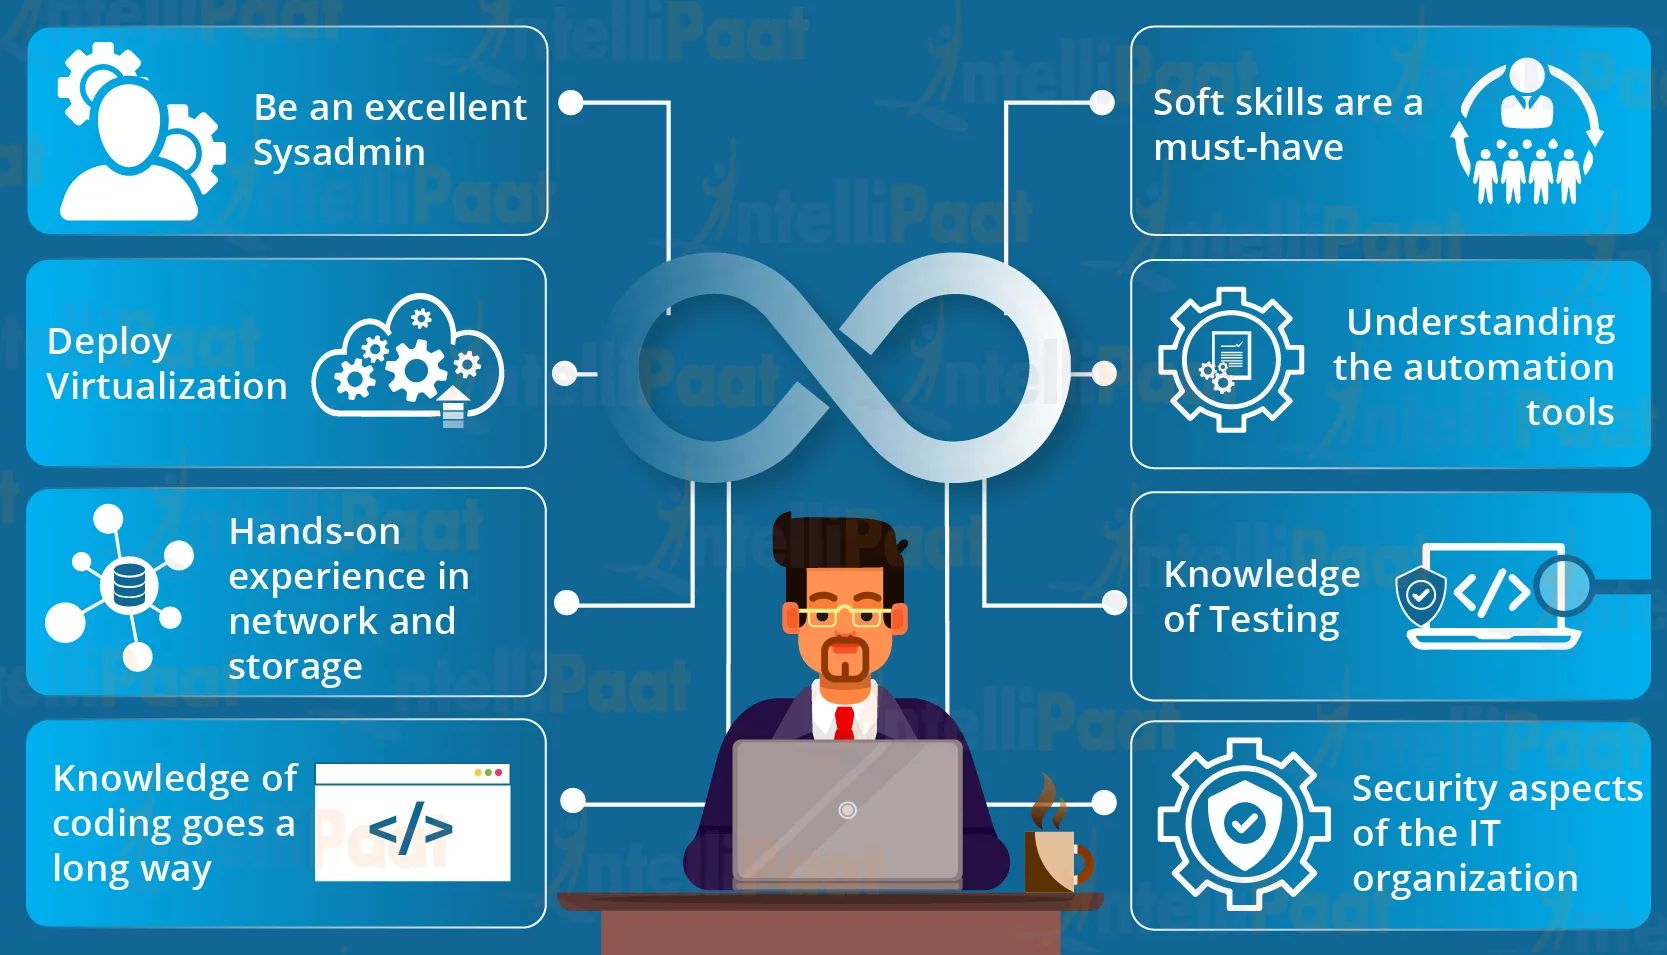 Be an excellent
Sysadmin
Deploy
Virtualization
Hands-on
experience in
network and
storage
Knowledge of
coding goes a
long way
</>
Soft skills are a
must-have
Understanding
the automation
tools
Knowledge
of Testing
</>
Security aspects
of the IT
organization
IntelliPaat